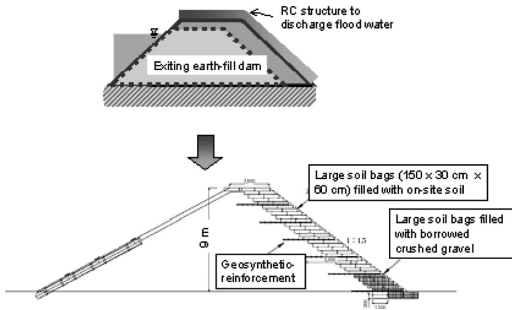 RC structure to
discharge flood water
Exiting earth-fill dam
Large soil bags (150 x 30 cm x
60 cm) filled with on-site soil
Large soil bags filled
with borrowed
crushed gravel
9 m
1 : 1.5
Geosynthetic-
reinforcement